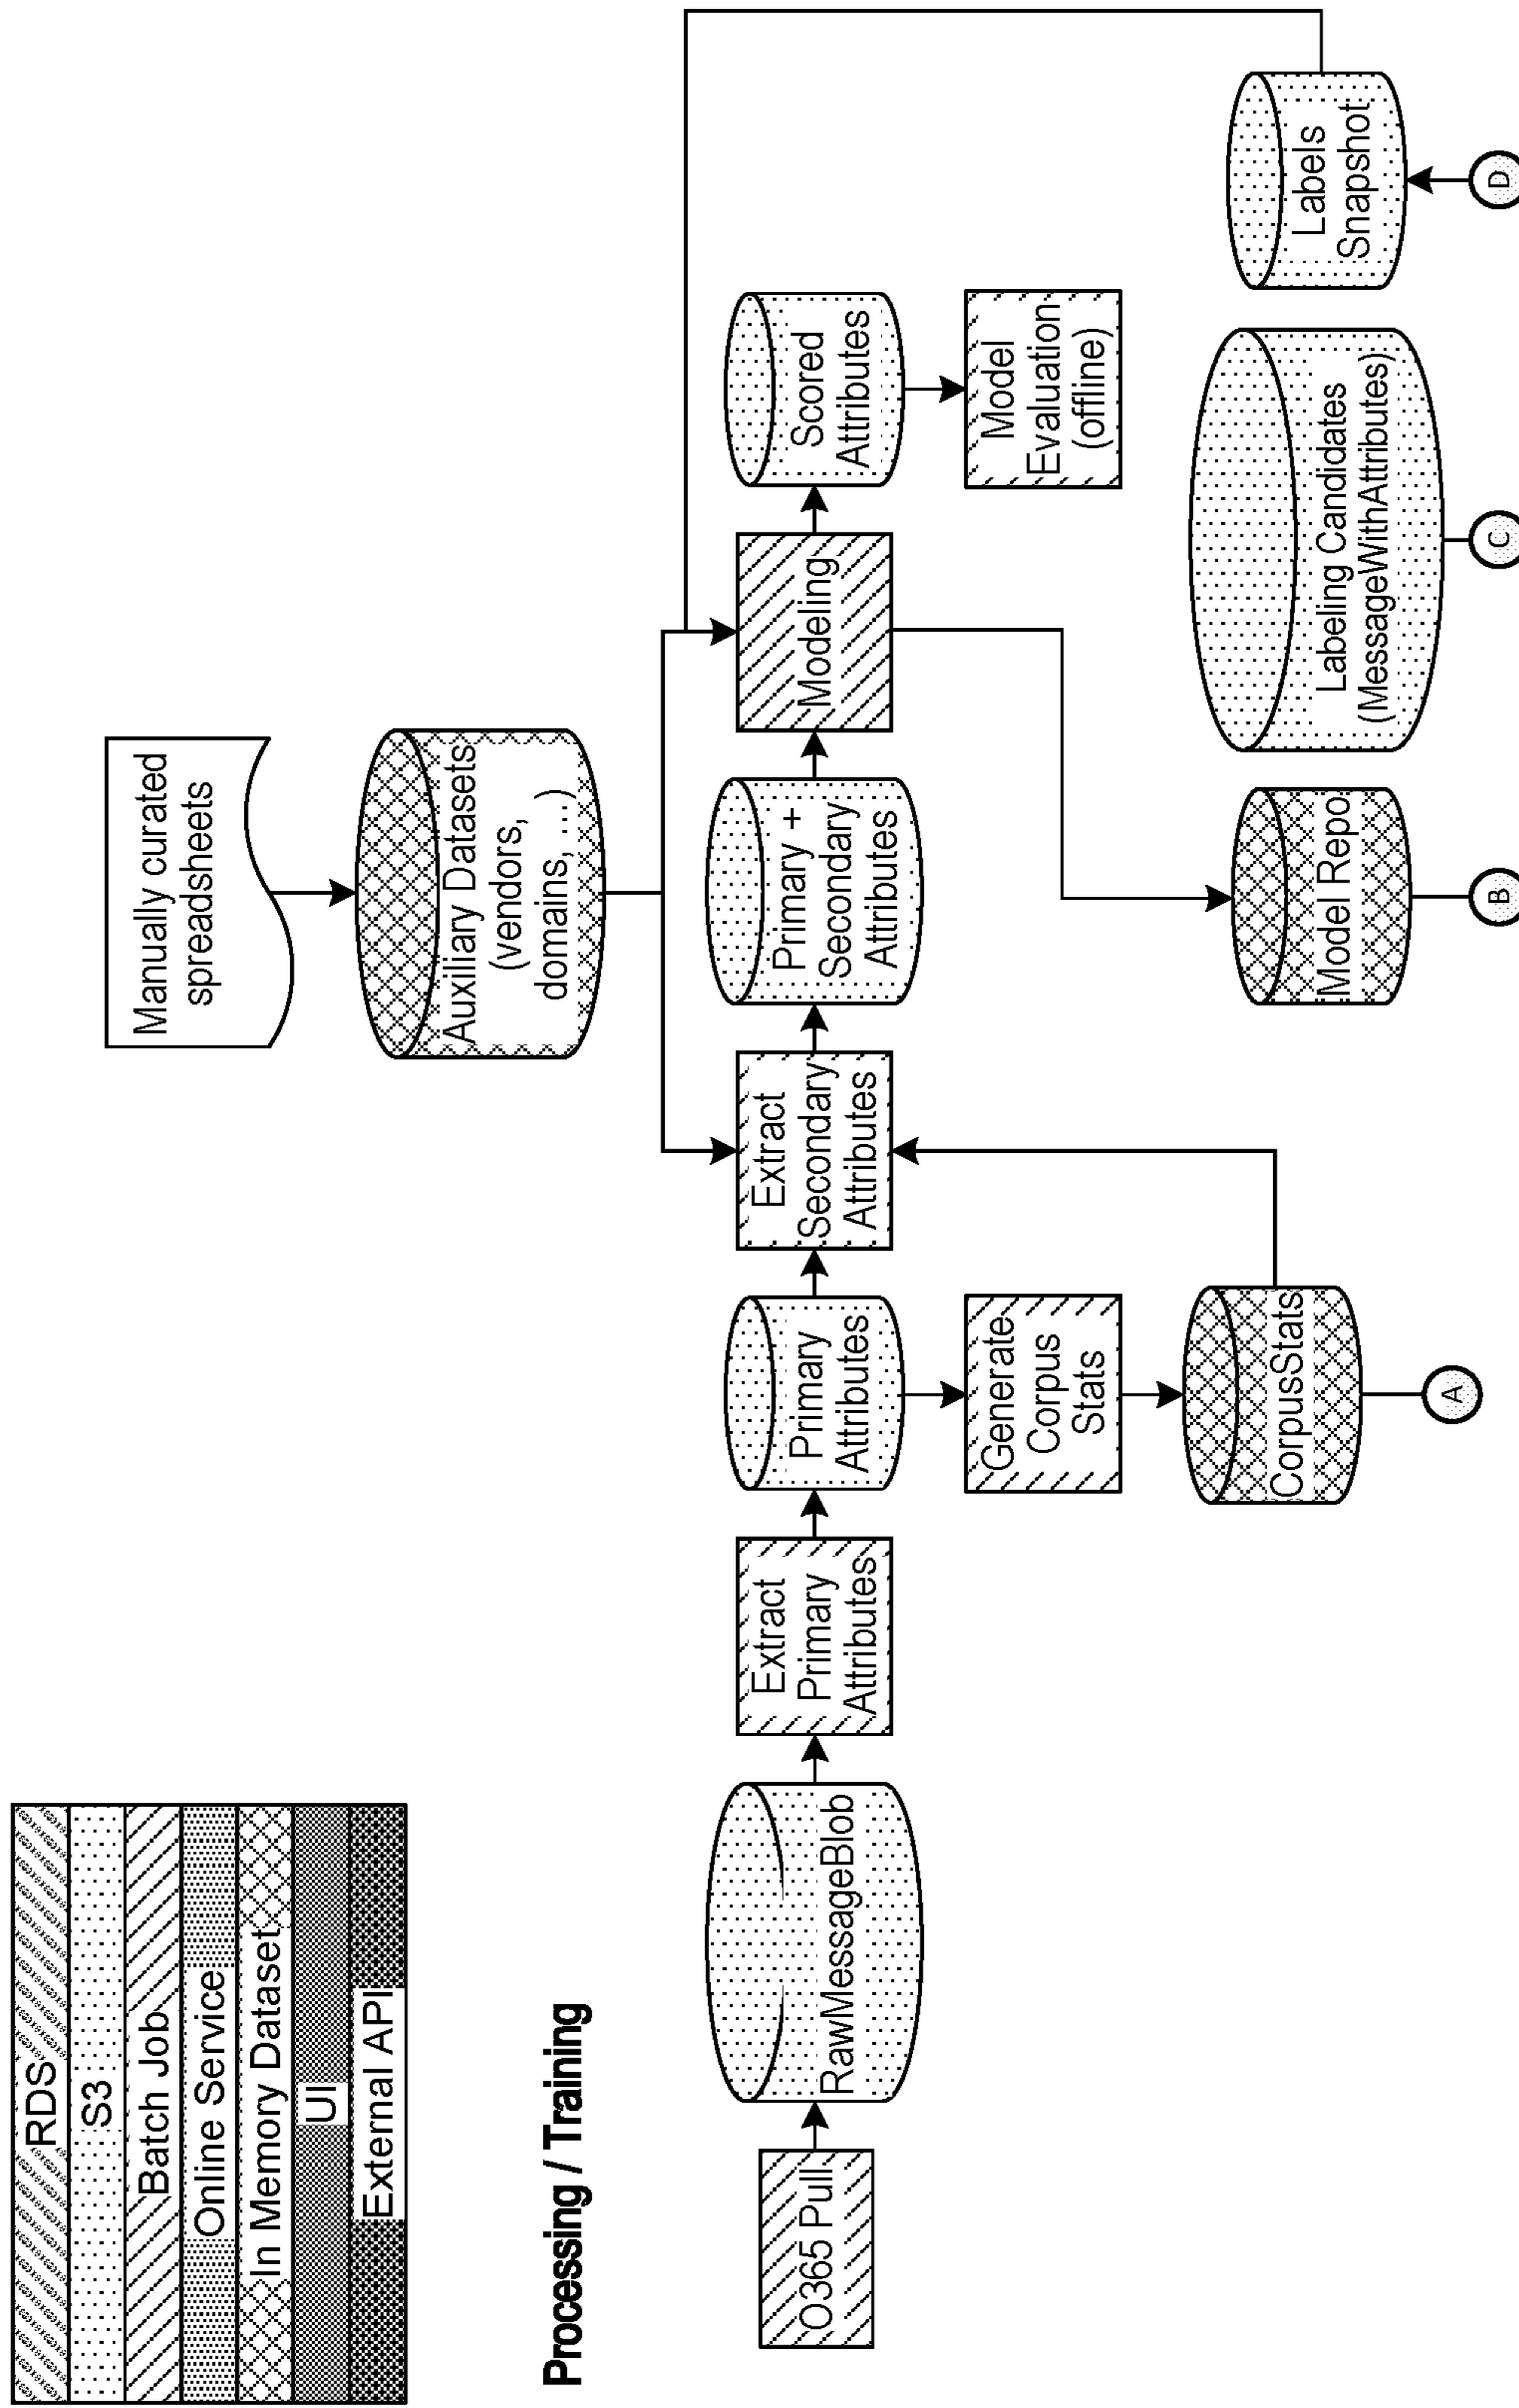 RDS
S3
Batch Job
Online Service
In Memory Dataset
UI
External API
Processing / Training
Manually curated
spreadsheets
Auxiliary Datasets
(vendors,
domains, ...)
O365 Pull
RawMessageBlob
Extract
Primary
Attributes
Primary
Attributes
Extract
Secondary
Attributes
Primary +
Secondary
Attributes
Modeling
Scored
Attributes
Generate
Corpus
Stats
Model
Evaluation
(offline)
CorpusStats
Model Repo
Labeling Candidates
(MessageWithAttributes)
Labels
Snapshot
A
B
C
D